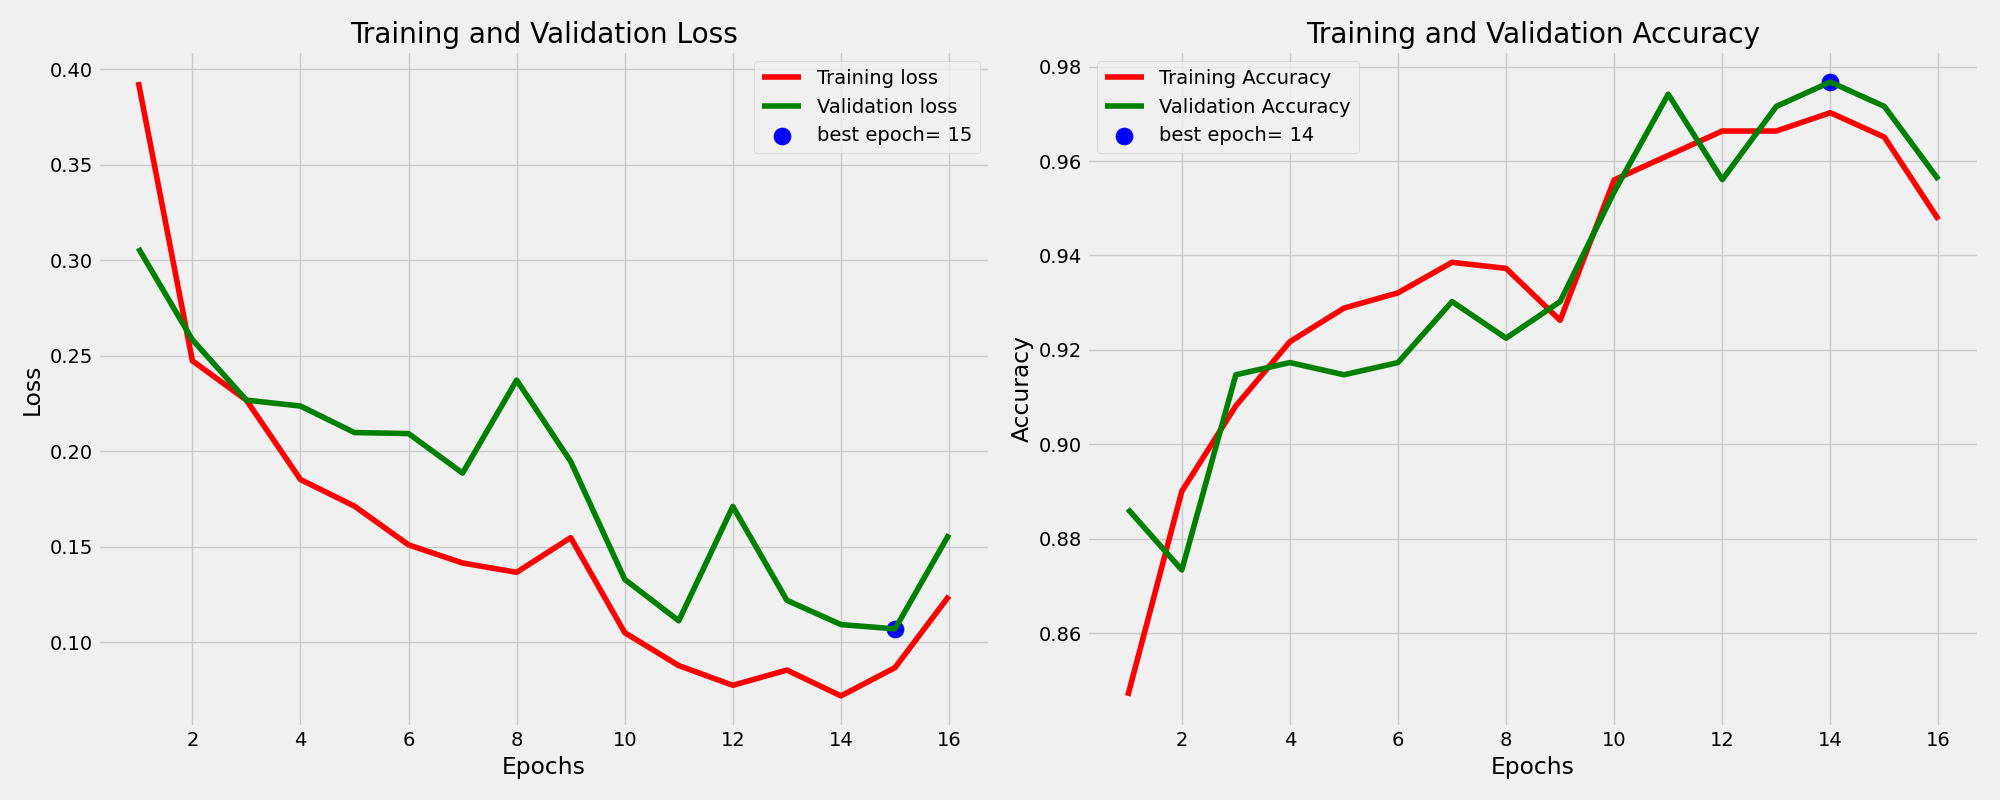 Training and Validation Loss
Training loss
Validation loss
best epoch= 15
0.40
0.35
0.30
0.25
0.20
0.15
0.10
Loss
2 4 6 8 10 12 14 16
Epochs
Training and Validation Accuracy
Training Accuracy
Validation Accuracy
best epoch= 14
0.98
0.96
0.94
0.92
0.90
0.88
0.86
Accuracy
2 4 6 8 10 12 14 16
Epochs